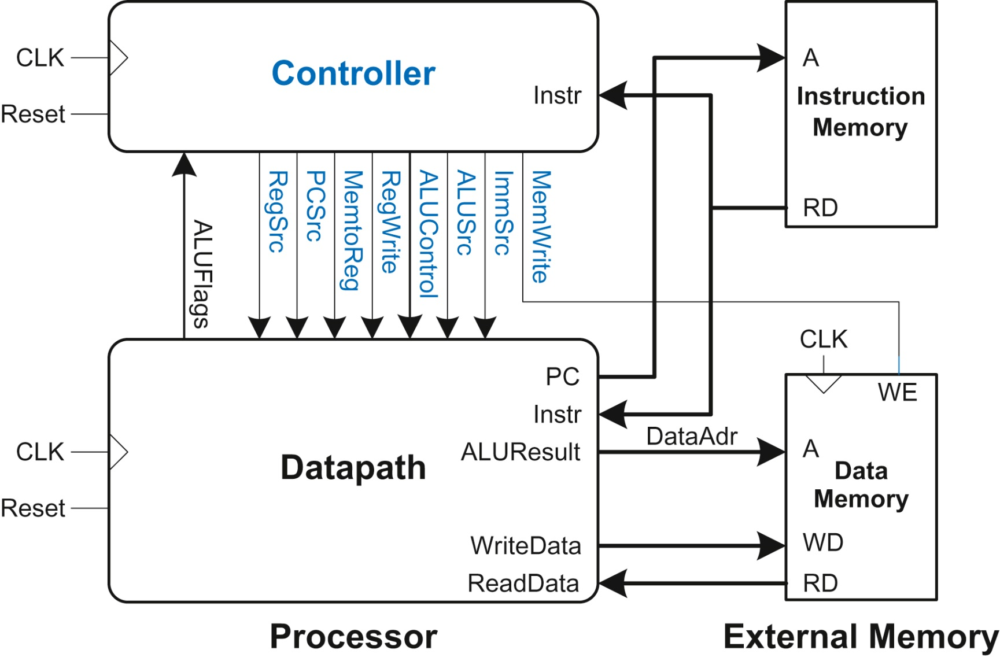 CLK
Reset
Controller
Instr
A
Instruction
Memory
RD
ALUFlags
RegSrc
PCSrc
MemtoReg
RegWrite
ALUControl
ALUSrc
ImmSrc
MemWrite
CLK
WE
PC
Instr
ALUResult
DataAdr
A
Data
Memory
CLK
Datapath
Reset
WriteData
WD
ReadData
RD
Processor
External Memory